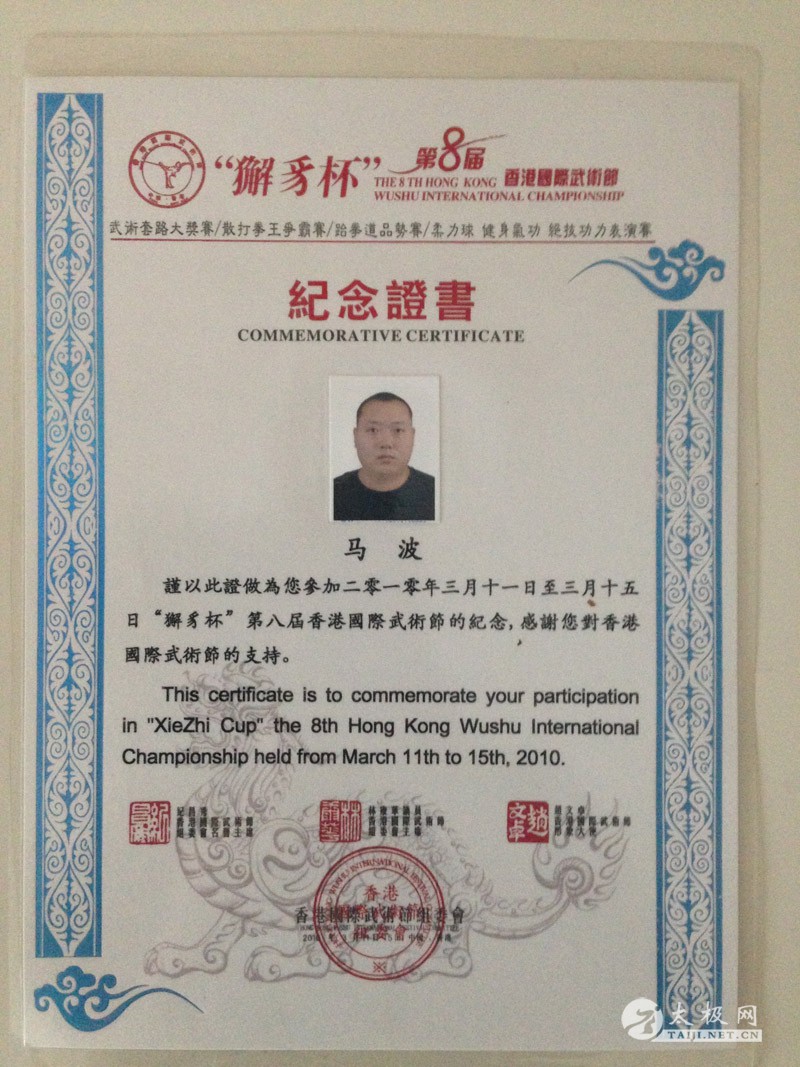 “獬豸杯”
第8届
THE 8 TH HONG KONG 香港國際武術節
WUSHU INTERNATIONAL CHAMPIONSHIP
武術套路大獎賽/散打拳王爭霸賽/跆拳道品勢賽/柔力球 健身氣功 絕技功力表演賽
紀念證書
COMMEMORATIVE CERTIFICATE
马 波
謹以此證做為您參加二零一零年三月十一日至三月十五
日“獬豸杯”第八届香港國際武術節的紀念,感謝您對香港
國際武術節的支持。
This certificate is to commemorate your participation
in "XieZhi Cup" the 8th Hong Kong Wushu International
Championship held from March 11th to 15th, 2010.
香港
香港國際武術節組委會
太极网
TAIJI.NET.CN